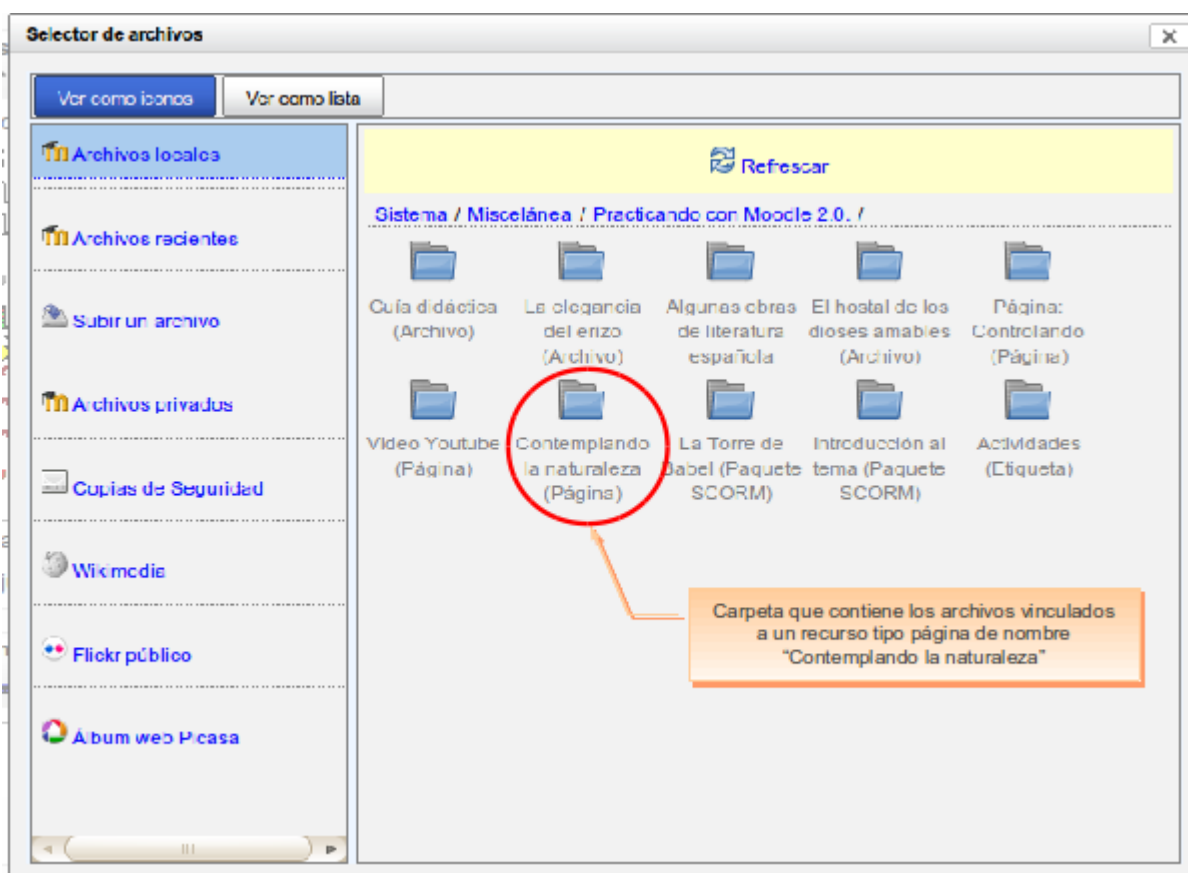 Selector de archivos
Ver como iconos
Ver como lista
Archivos locales
Archivos recientes
Subir un archivo
Archivos privados
Copias de Seguridad
Wikimedia
Flickr público
Álbum web Picasa
Refrescar
Sistema / Miscelánea / Practicando con Moodle 2.0. /
Guía didáctica
(Archivo)
La elegancia
del erizo
(Archivo)
Algunas obras
de literatura
española
El hostal de los
dioses amables
(Archivo)
Página:
Controlando
(Página)
Video Youtube
(Página)
Contemplando
la naturaleza
(Página)
La Torre de
Babel (Paquete
SCORM)
Introducción al
tema (Paquete
SCORM)
Actividades
(Etiqueta)
Carpeta que contiene los archivos vinculados
a un recurso tipo página de nombre
“Contemplando la naturaleza”